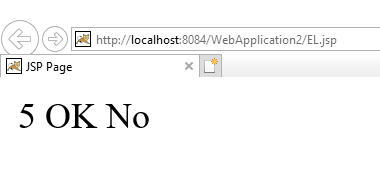 http://localhost:8084/WebApplication2/EL.jsp
JSP Page
5 OK No